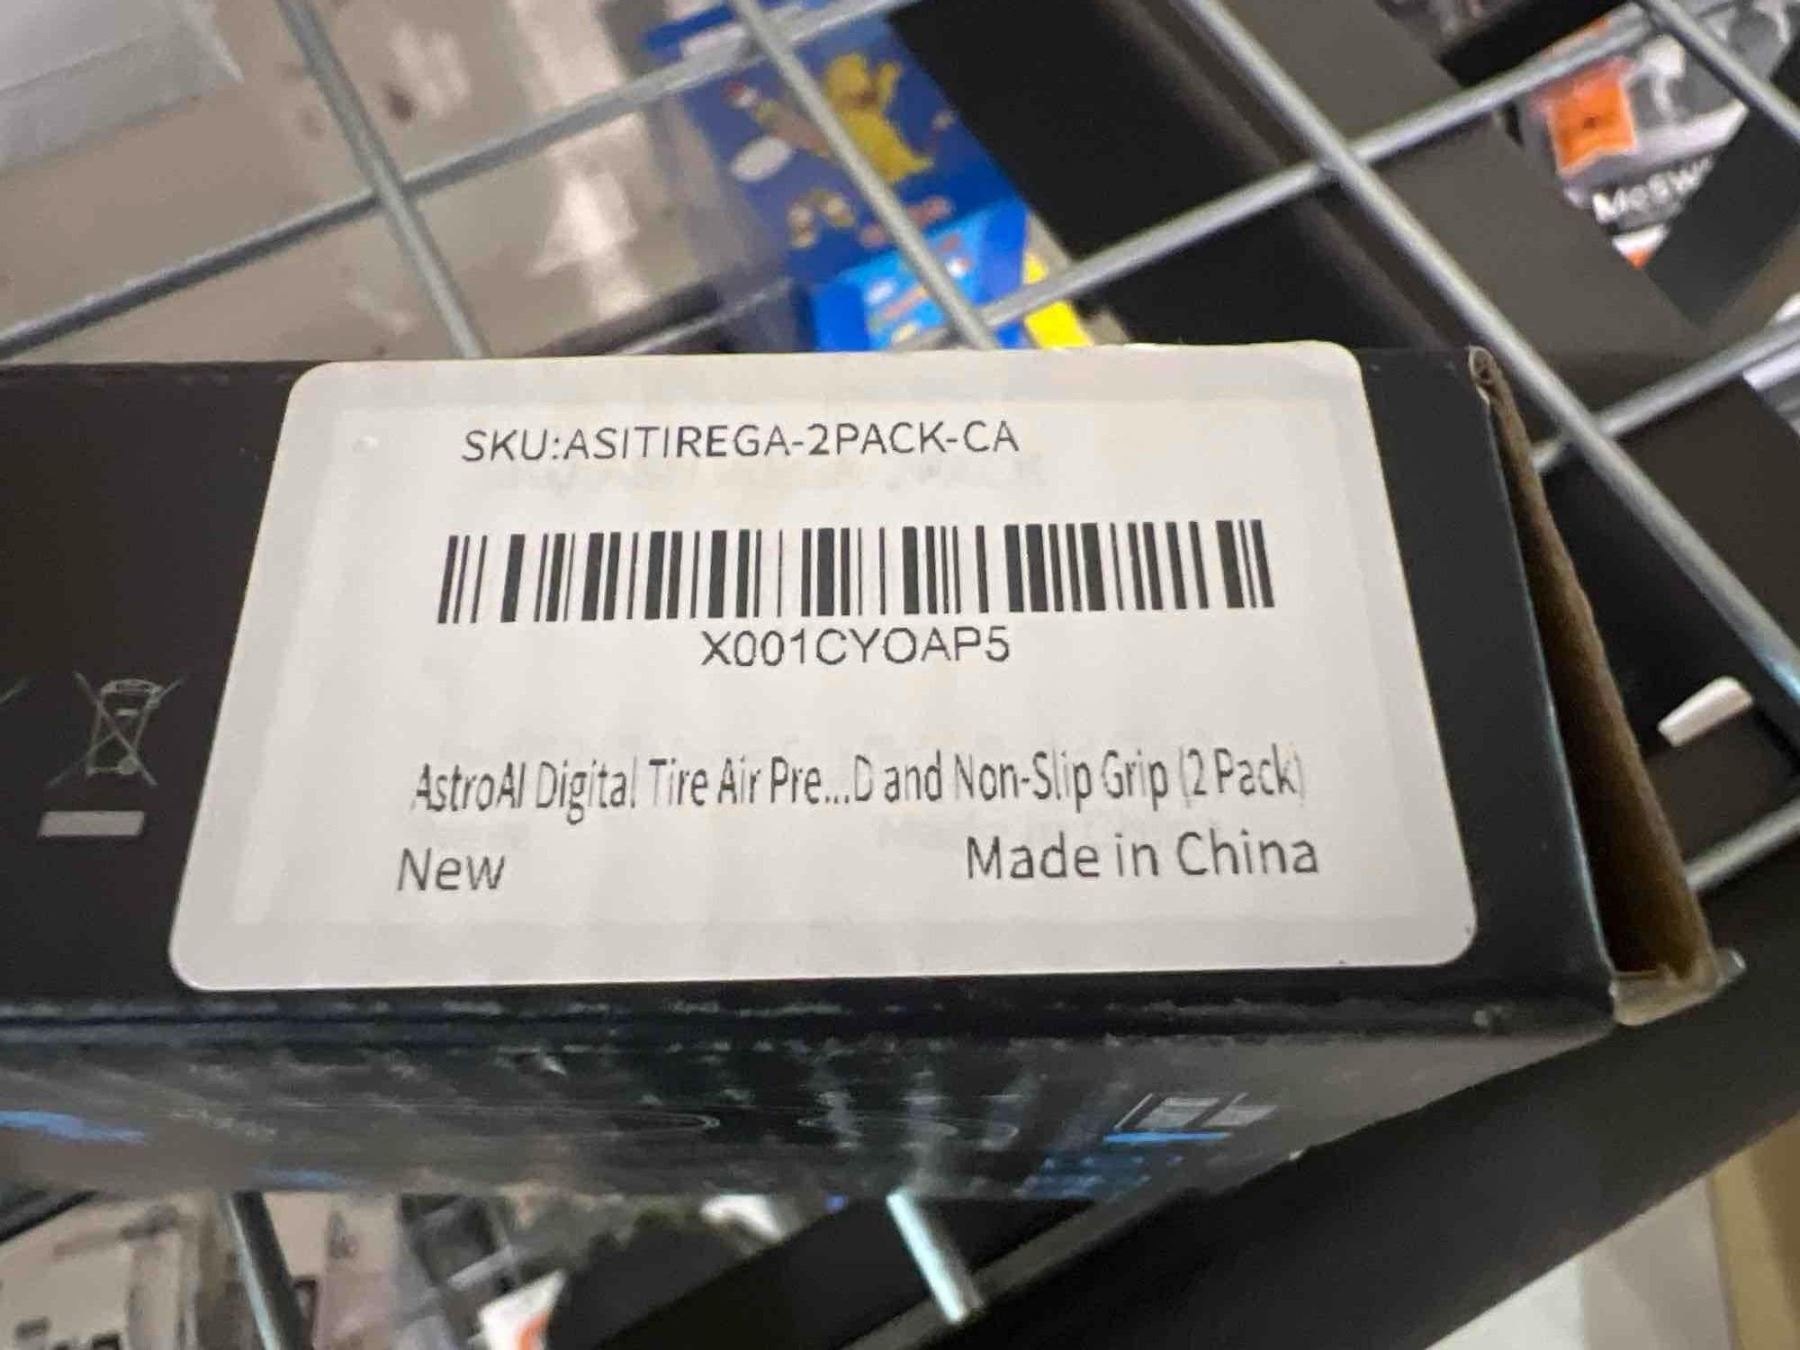 SKU:ASITIREGA-2PACK-CA
X001CYOAP5
AstroAI Digital Tire Air Pre...D and Non-Slip Grip (2 Pack)
New
Made in China